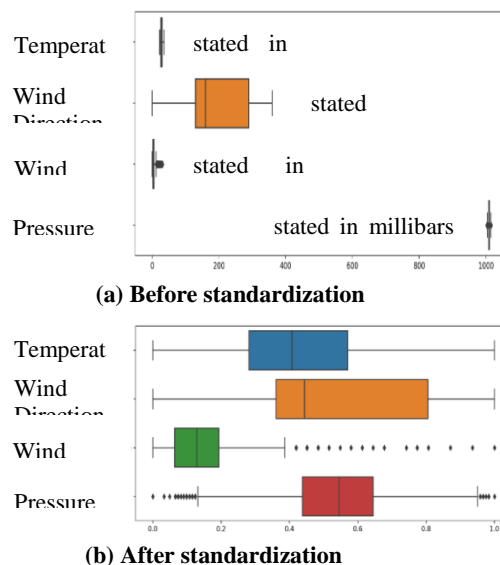 Temperat stated in
Wind stated
Direction
Wind stated in
Pressure stated in millibars
0 200 400 600 800 1000
(a) Before standardization
Temperat
Wind
Direction
Wind
Pressure
0.0 0.2 0.4 0.6 0.8 1.0
(b) After standardization